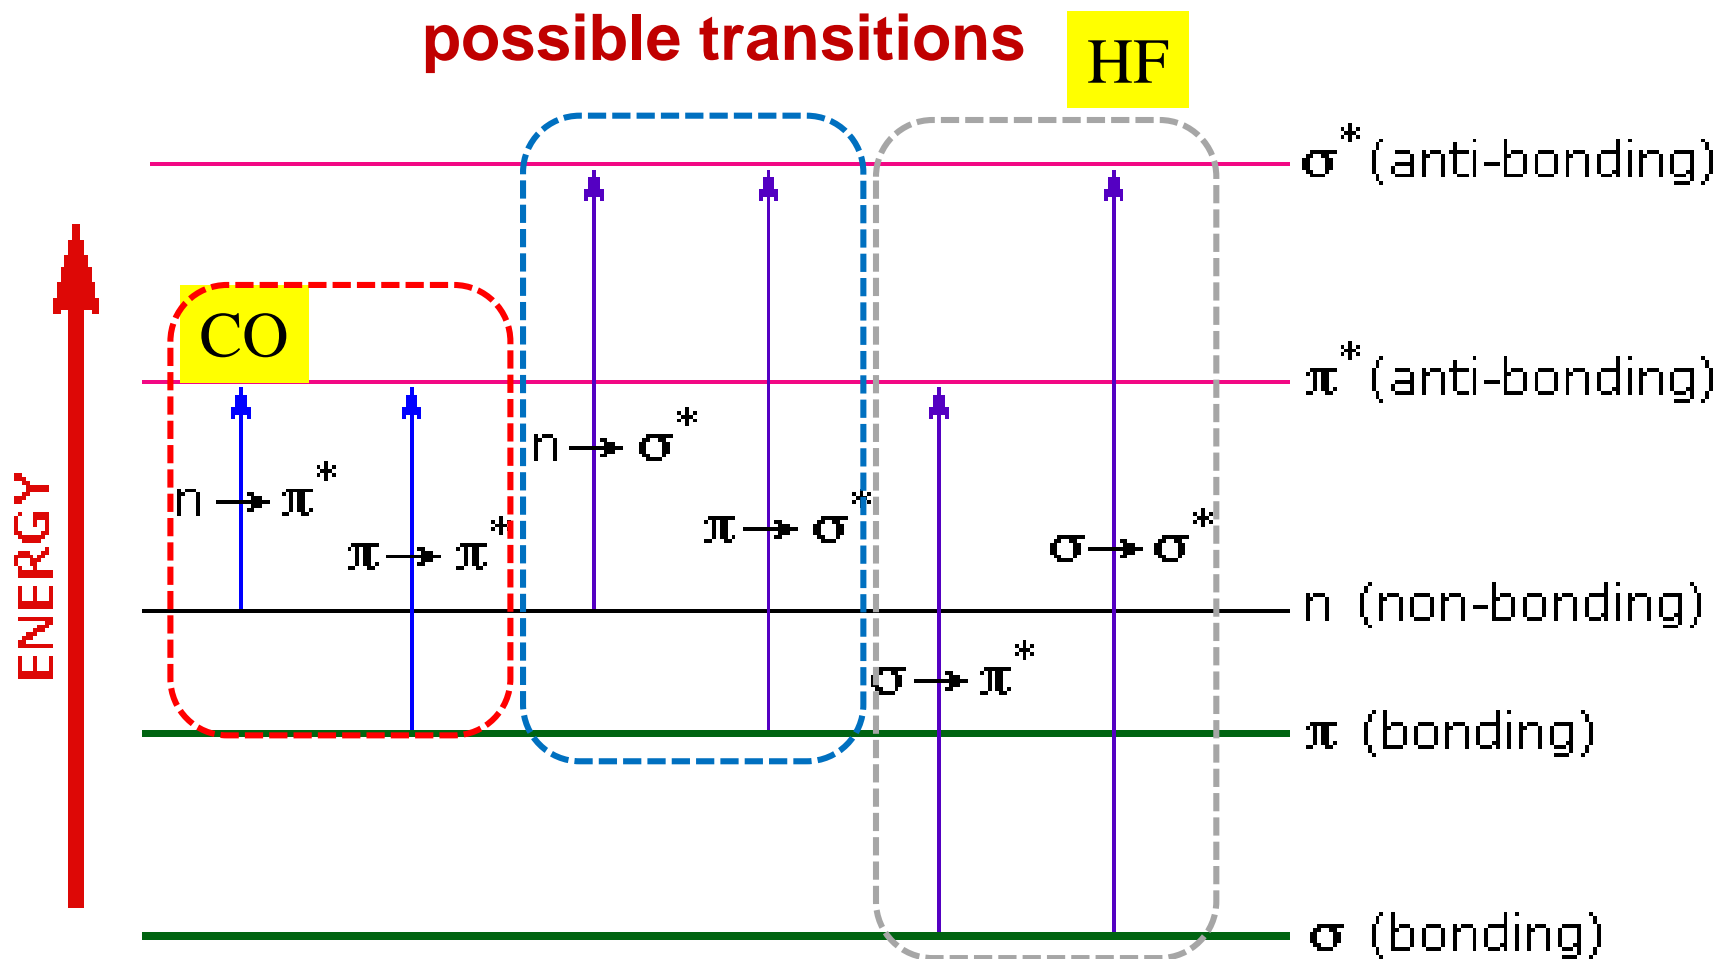 possible transitions
HF
σ* (anti-bonding)
CO
π* (anti-bonding)
n → σ*
n → π*
π → σ*
π → π*
σ → σ*
ENERGY
n (non-bonding)
σ → π*
π (bonding)
σ (bonding)